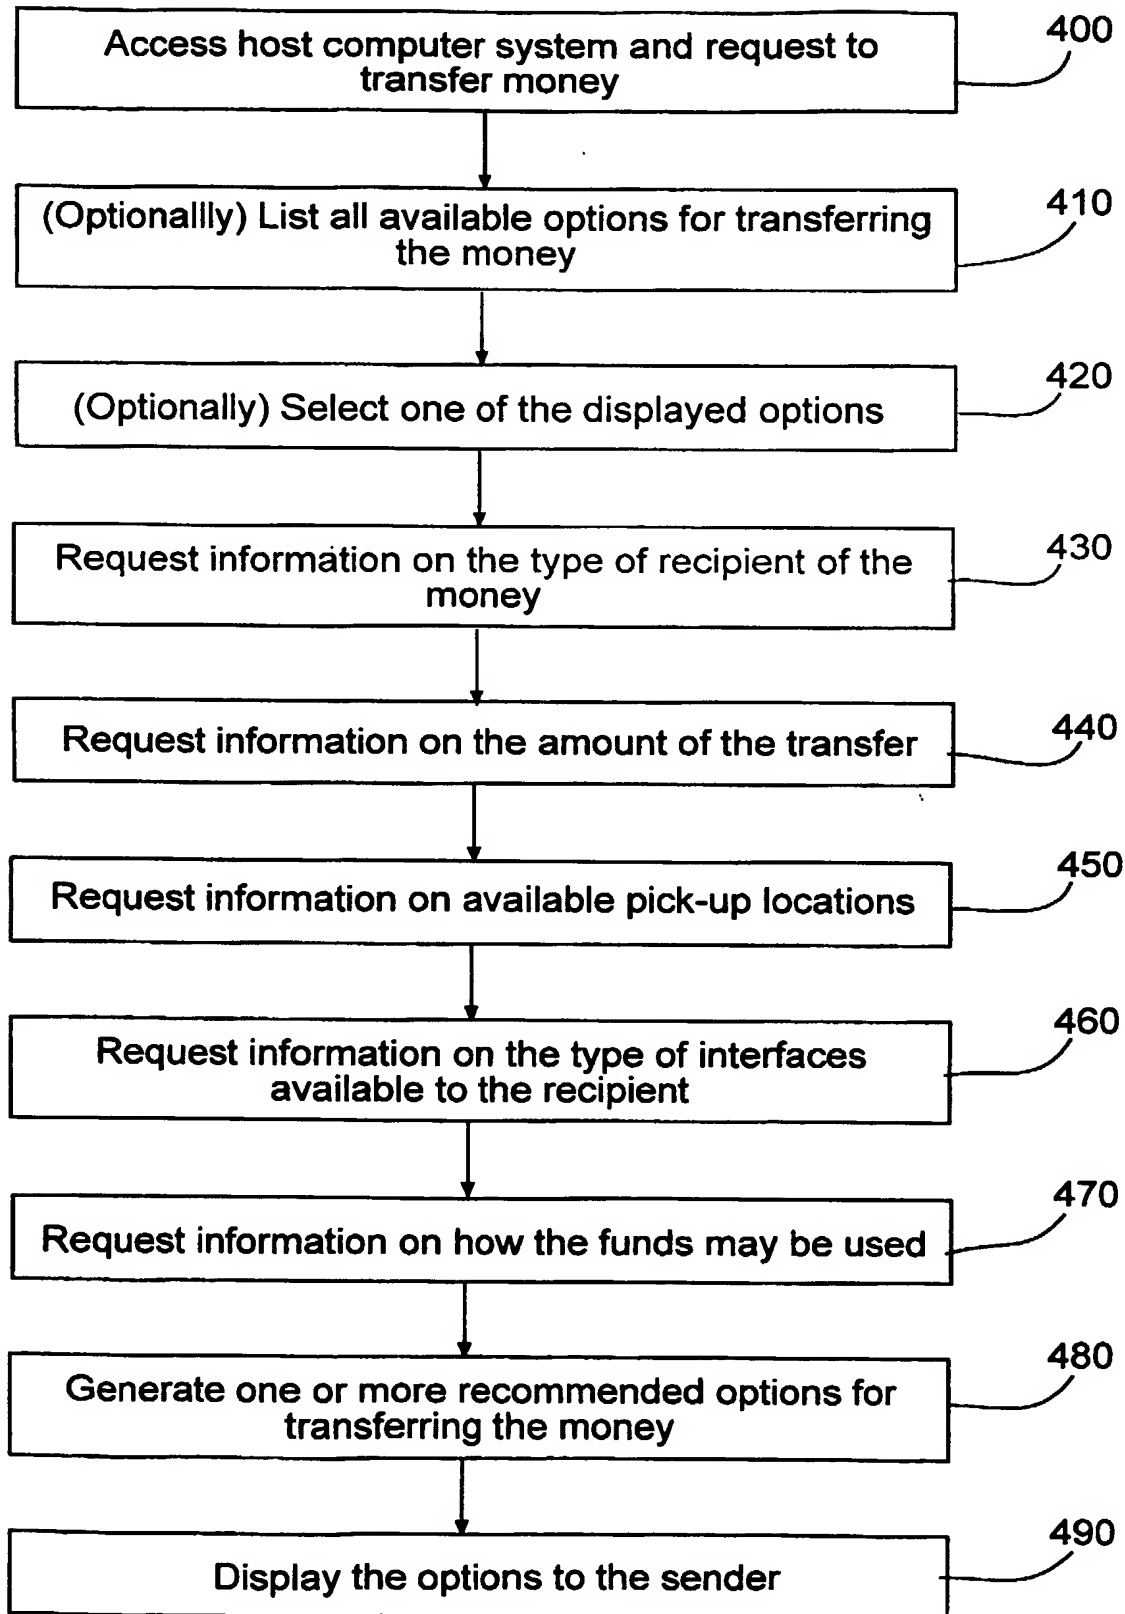 Access host computer system and request to
transfer money
400
(Optionallly) List all available options for transferring
the money
410
(Optionally) Select one of the displayed options
420
Request information on the type of recipient of the
money
430
Request information on the amount of the transfer
440
Request information on available pick-up locations
450
Request information on the type of interfaces
available to the recipient
460
Request information on how the funds may be used
470
Generate one or more recommended options for
transferring the money
480
Display the options to the sender
490